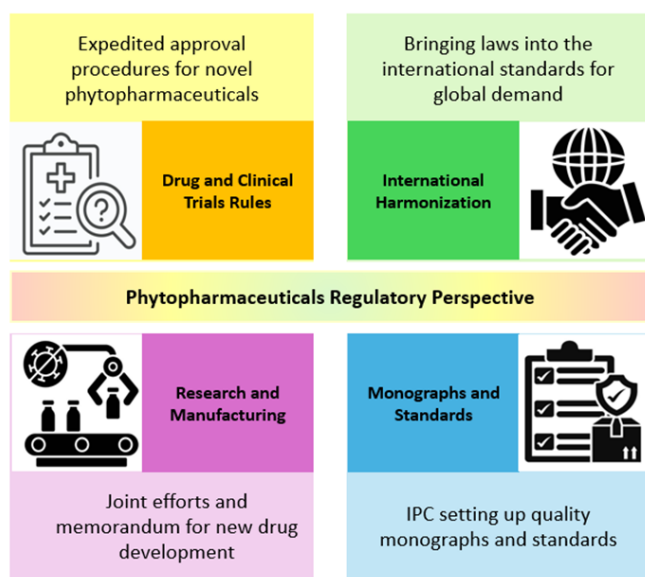 Expedited approval
procedures for novel
phytopharmaceuticals
Drug and Clinical
Trials Rules
Bringing laws into the
international standards for
global demand
International
Harmonization
Phytopharmaceuticals Regulatory Perspective
Research and
Manufacturing
Joint efforts and
memorandum for new drug
development
Monographs and
Standards
IPC setting up quality
monographs and standards